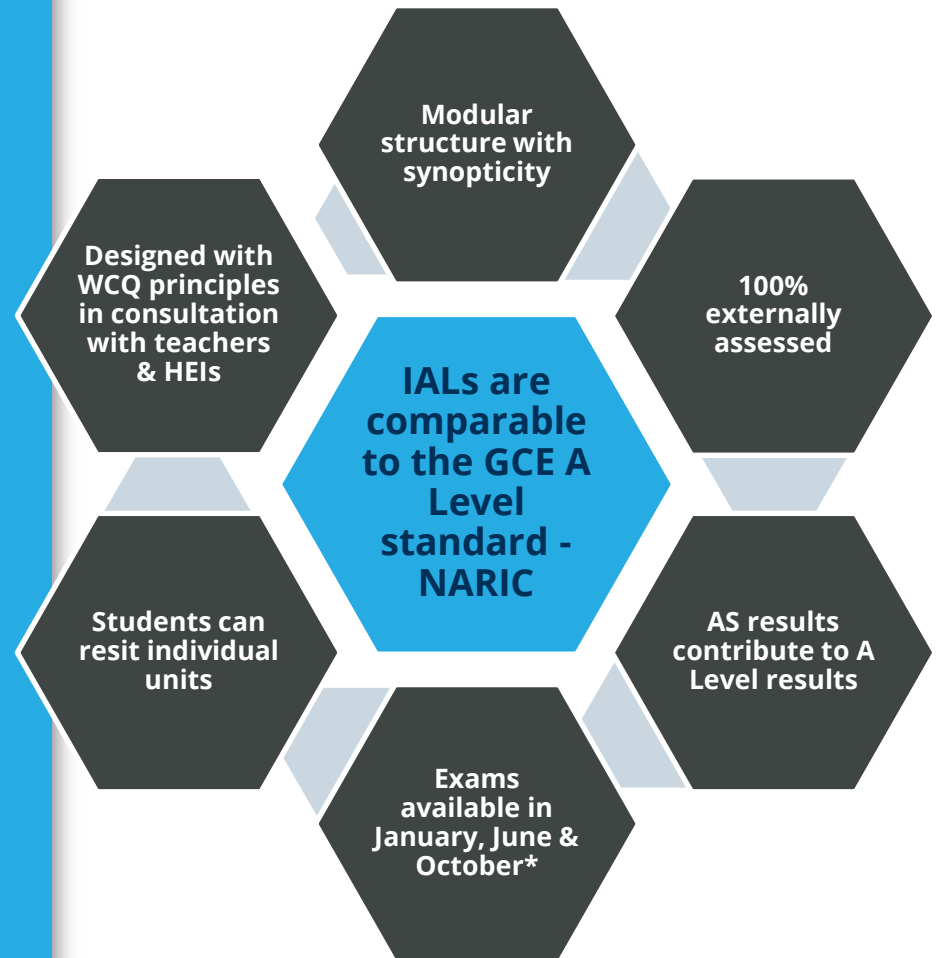 Modular
structure with
synopticity
Designed with
WCQ principles
in consultation
with teachers
& HEIs
100%
externally
assessed
IALs are
comparable
to the GCE A
Level
standard -
NARIC
Students can
resit individual
units
AS results
contribute to A
Level results
Exams
available in
January, June &
October*